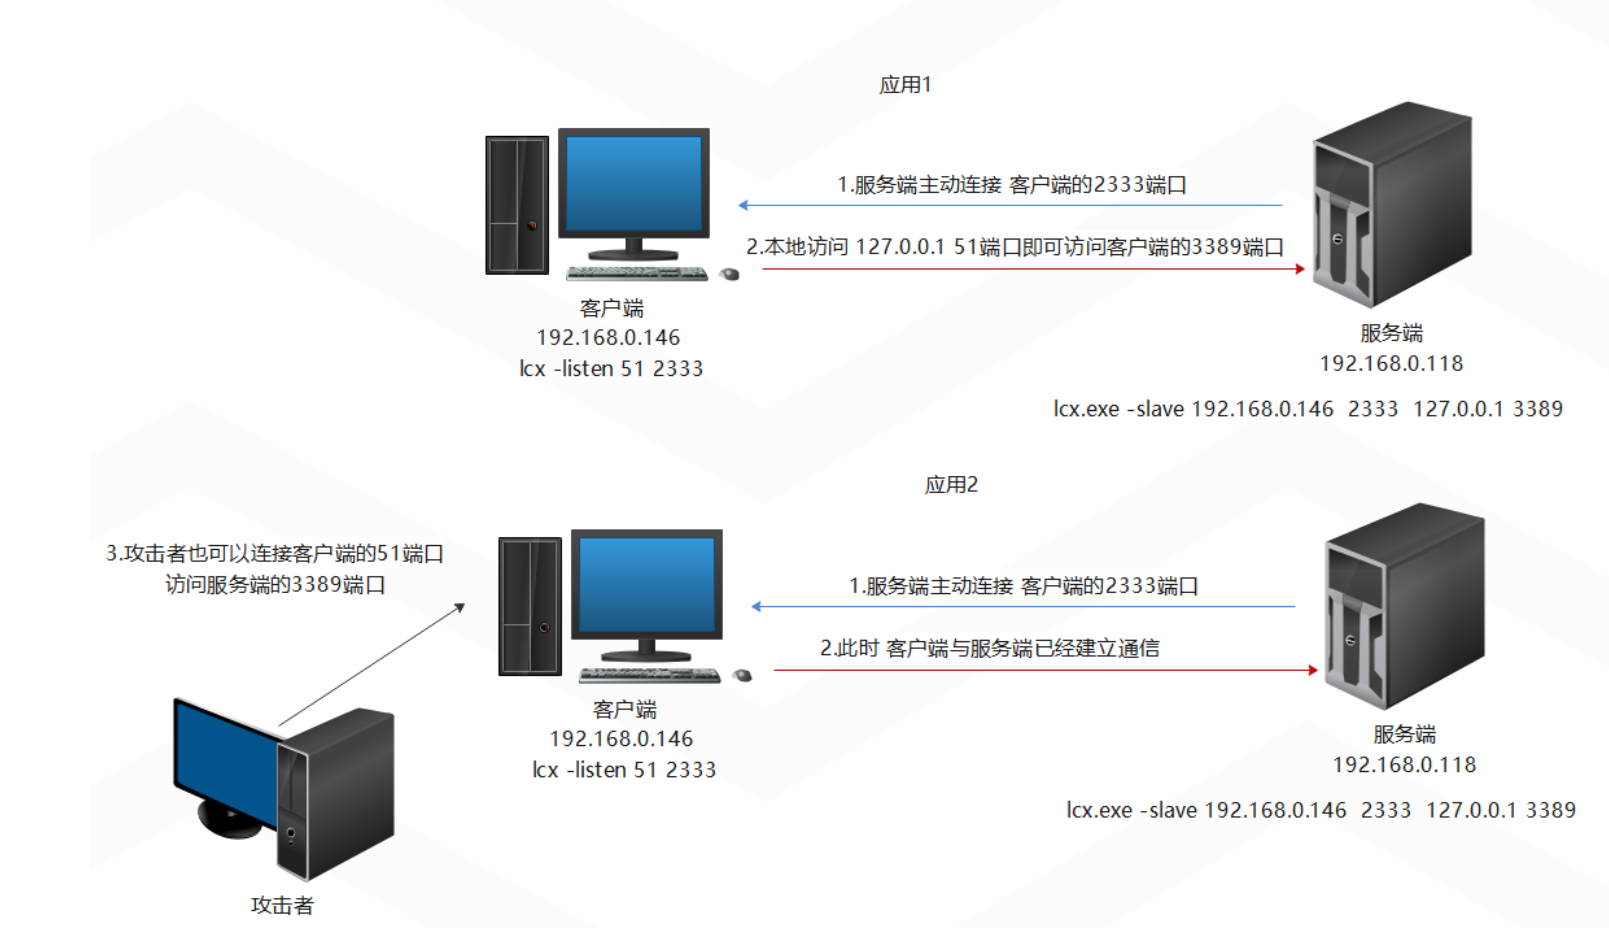 应用1
1.服务端主动连接 客户端的2333端口
2.本地访问 127.0.0.1 51端口即可访问客户端的3389端口
客户端
192.168.0.146
lcx -listen 51 2333
服务端
192.168.0.118
lcx.exe -slave 192.168.0.146  2333  127.0.0.1 3389
应用2
3.攻击者也可以连接客户端的51端口
访问服务端的3389端口
1.服务端主动连接 客户端的2333端口
2.此时 客户端与服务端已经建立通信
客户端
192.168.0.146
lcx -listen 51 2333
服务端
192.168.0.118
lcx.exe -slave 192.168.0.146  2333  127.0.0.1 3389
攻击者